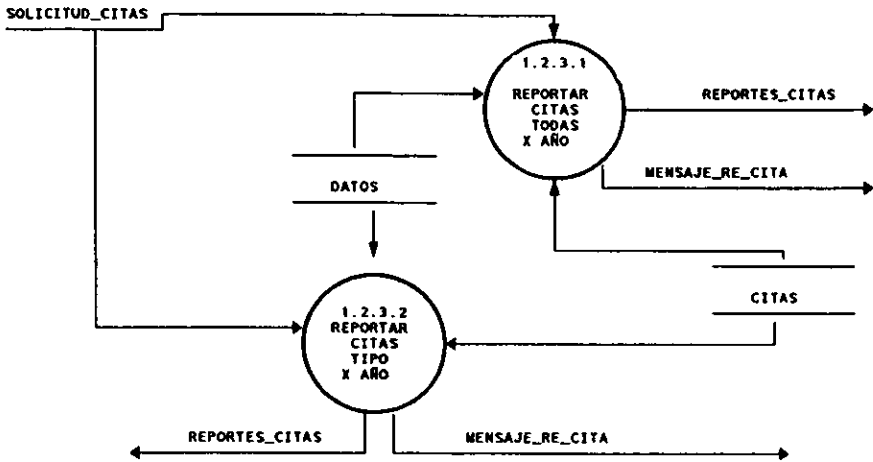 SOLICITUD_CITAS
1.2.3.1
REPORTAR
CITAS
TODAS
X AÑO
REPORTES_CITAS
MENSAJE_RE_CITA
DATOS
CITAS
1.2.3.2
REPORTAR
CITAS
TIPO
X AÑO
REPORTES_CITAS
MENSAJE_RE_CITA